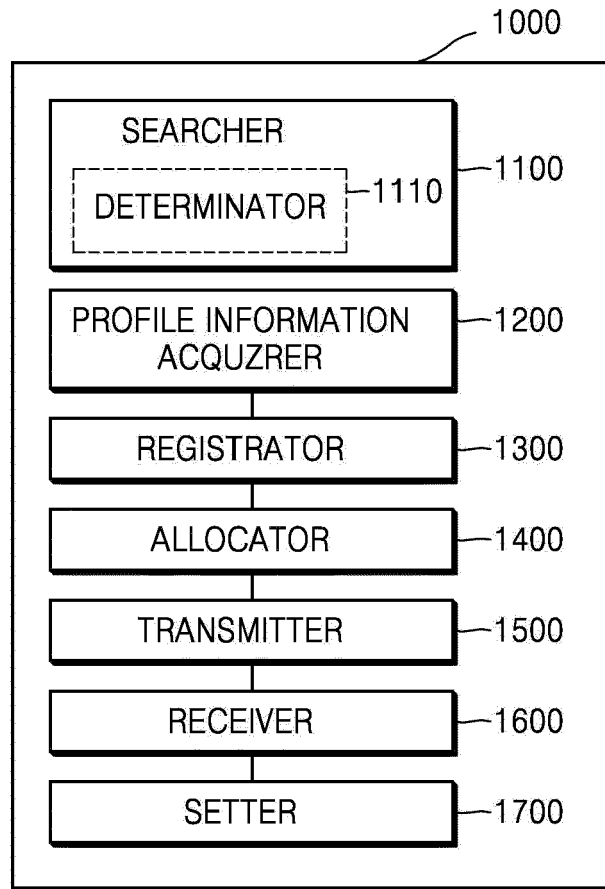 1000
SEARCHER
1100
DETERMINATOR
1110
PROFILE INFORMATION
ACQUZRER
1200
REGISTRATOR
1300
ALLOCATOR
1400
TRANSMITTER
1500
RECEIVER
1600
SETTER
1700